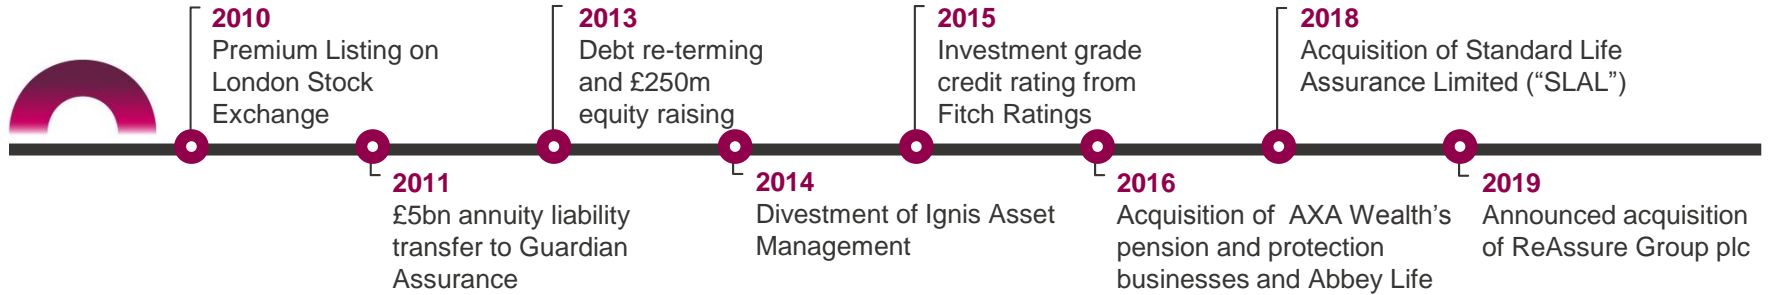 2010
Premium Listing on
London Stock
Exchange
2011
£5bn annuity liability
transfer to Guardian
Assurance
2013
Debt re-terming
and £250m
equity raising
2014
Divestment of Ignis Asset
Management
2015
Investment grade
credit rating from
Fitch Ratings
2016
Acquisition of  AXA Wealth’s
pension and protection
businesses and Abbey Life
2018
Acquisition of Standard Life
Assurance Limited (“SLAL”)
2019
Announced acquisition
of ReAssure Group plc